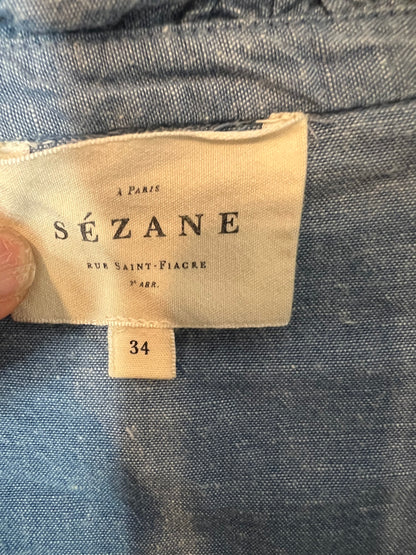 À PARIS
SÉZANE
RUE SAINT-FIACRE
2e ARR.
34